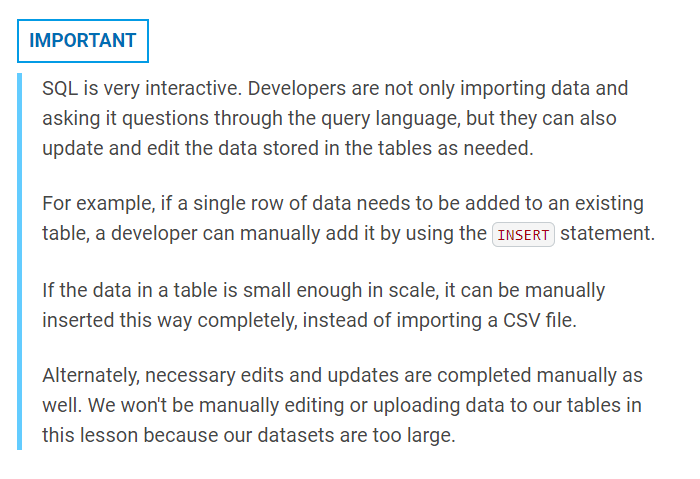 IMPORTANT
SQL is very interactive. Developers are not only importing data and
asking it questions through the query language, but they can also
update and edit the data stored in the tables as needed.
For example, if a single row of data needs to be added to an existing
table, a developer can manually add it by using the INSERT statement.
If the data in a table is small enough in scale, it can be manually
inserted this way completely, instead of importing a CSV file.
Alternately, necessary edits and updates are completed manually as
well. We won't be manually editing or uploading data to our tables in
this lesson because our datasets are too large.